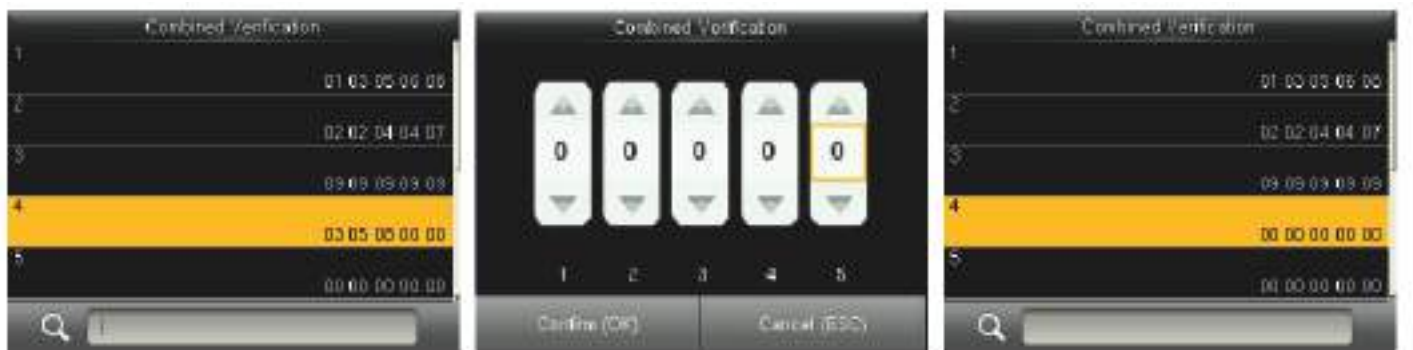 Combined Verification
1
01 03 05 06 08
2
02 02 04 04 07
3
09 09 09 09 09
4
03 05 08 00 00
5
00 00 00 00 00
Combined Verification
0 0 0 0 0
1 2 3 4 5
Confirm (OK) Cancel (ESC)
Combined Verification
1
01 03 05 06 08
2
02 02 04 04 07
3
09 09 09 09 09
4
00 00 00 00 00
5
00 00 00 00 00